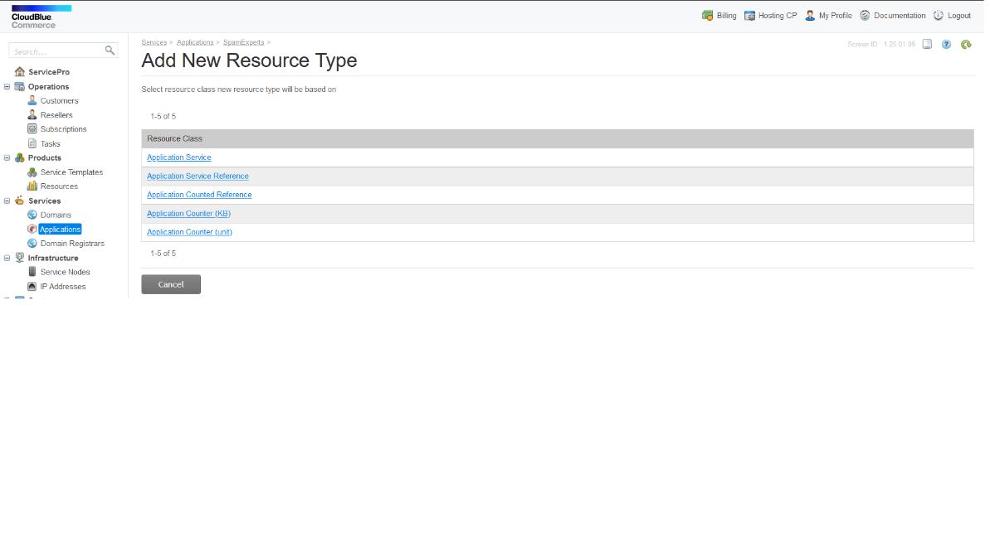 CloudBlue
Commerce
Billing Hosting CP My Profile Documentation Logout
Search...
ServicePro
Operations
Customers
Resellers
Subscriptions
Tasks
Products
Service Templates
Resources
Services
Domains
Applications
Domain Registrars
Infrastructure
Service Nodes
IP Addresses
Services > Applications > SpamExperts >
Screen ID 1.25.01.09
Add New Resource Type
Select resource class new resource type will be based on
1-5 of 5
Resource Class
Application Service
Application Service Reference
Application Counted Reference
Application Counter (KB)
Application Counter (unit)
1-5 of 5
Cancel